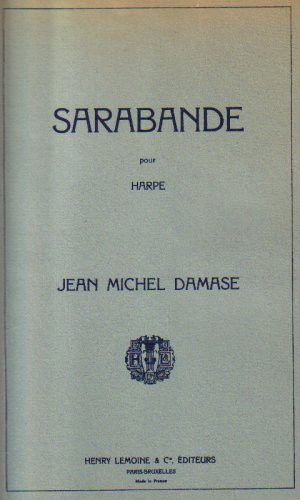 SARABANDE
pour
HARPE
JEAN MICHEL DAMASE
H L
HENRY LEMOINE & Cie, ÉDITEURS
PARIS-BRUXELLES
Made in France